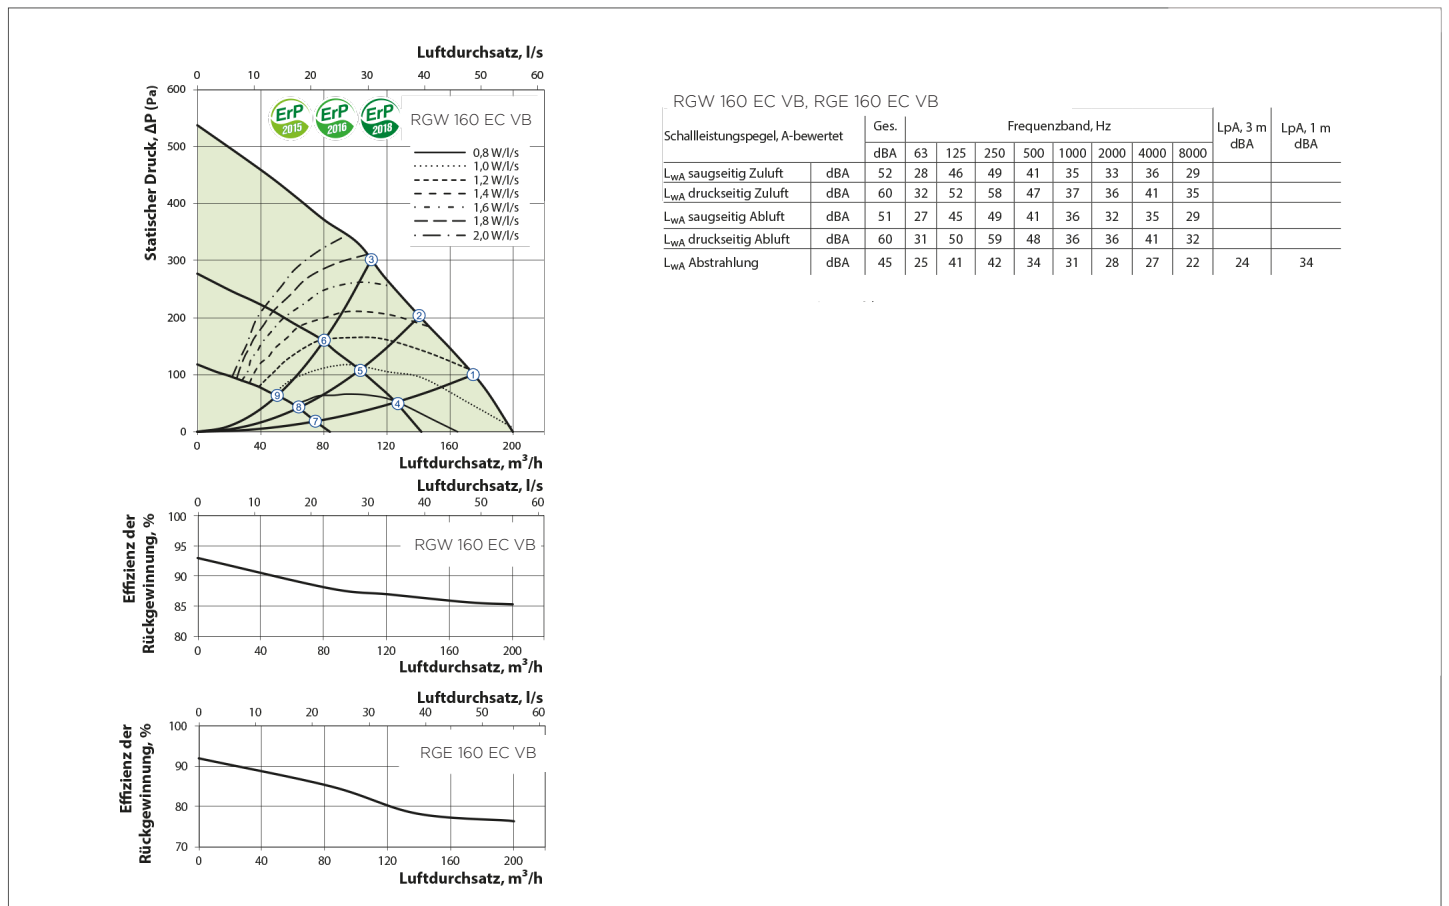 Luftdurchsatz, l/s
0 10 20 30 40 50 60
600
500
400
300
200
100
0
Statischer Druck, ΔP (Pa)
ErP 2015
ErP 2016
ErP 2018
RGW 160 EC VB
0,8 W/l/s
1,0 W/l/s
1,2 W/l/s
1,4 W/l/s
1,6 W/l/s
1,8 W/l/s
2,0 W/l/s
3
2
6
5
1
9
8
4
7
0 40 80 120 160 200
Luftdurchsatz, m³/h
Luftdurchsatz, l/s
0 10 20 30 40 50 60
100
95
90
85
80
Effizienz der
Rückgewinnung, %
RGW 160 EC VB
0 40 80 120 160 200
Luftdurchsatz, m³/h
Luftdurchsatz, l/s
0 10 20 30 40 50 60
100
90
80
70
Effizienz der
Rückgewinnung, %
RGE 160 EC VB
0 40 80 120 160 200
Luftdurchsatz, m³/h
RGW 160 EC VB, RGE 160 EC VB
Schallleistungspegel, A-bewertet Ges. Frequenzband, Hz LpA, 3 m dBA LpA, 1 m dBA
dBA 63 125 250 500 1000 2000 4000 8000
LwA saugseitig Zuluft dBA 52 28 46 49 41 35 33 36 29
LwA druckseitig Zuluft dBA 60 32 52 58 47 37 36 41 35
LwA saugseitig Abluft dBA 51 27 45 49 41 36 32 35 29
LwA druckseitig Abluft dBA 60 31 50 59 48 36 36 41 32
LwA Abstrahlung dBA 45 25 41 42 34 31 28 27 22 24 34